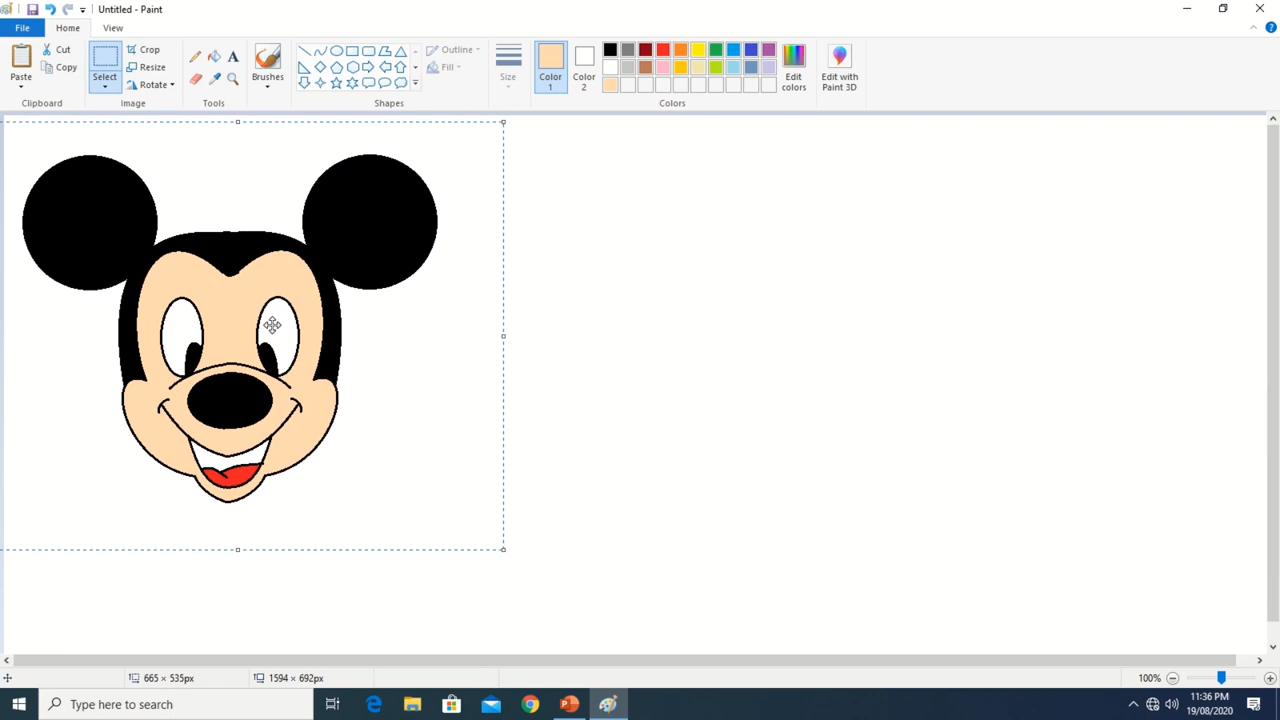 Untitled - Paint
File Home View
Paste
Cut
Copy
Clipboard
Select
Crop
Resize
Rotate
Image
A
Tools
Brushes
Outline
Fill
Shapes
Size
Color 1
Color 2
Edit colors
Colors
Edit with Paint 3D
665 × 535px
1594 × 692px
100%
Type here to search
11:36 PM
19/08/2020